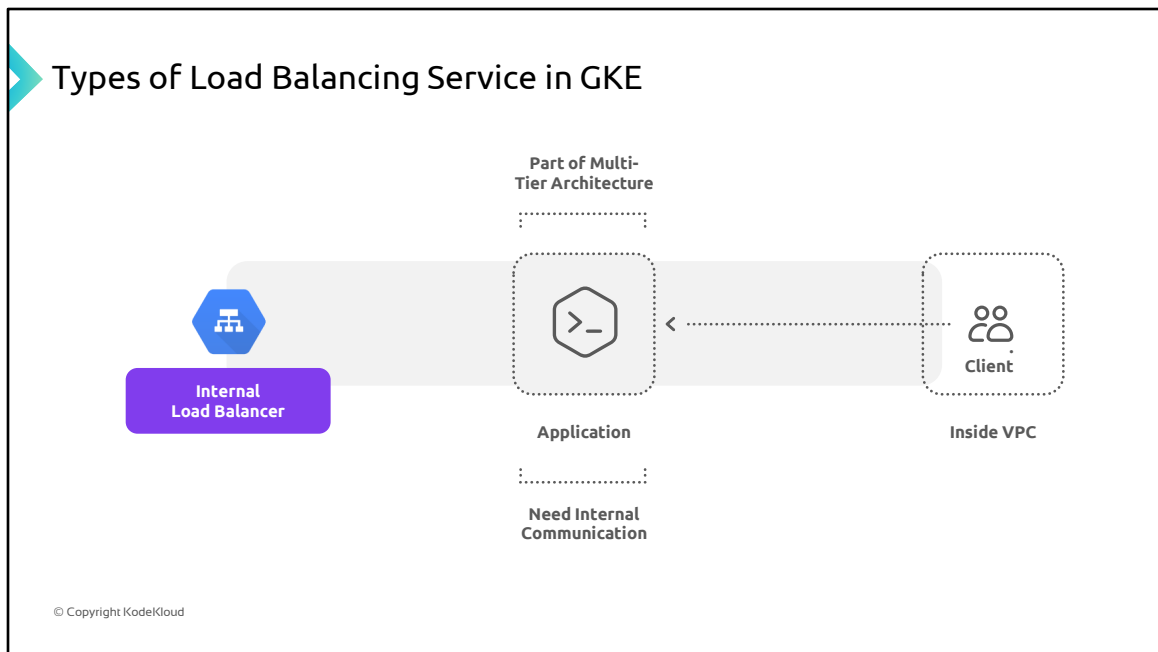 Types of Load Balancing Service in GKE
Part of Multi-
Tier Architecture
Internal
Load Balancer
Application
Need Internal
Communication
Client
Inside VPC
© Copyright KodeKloud